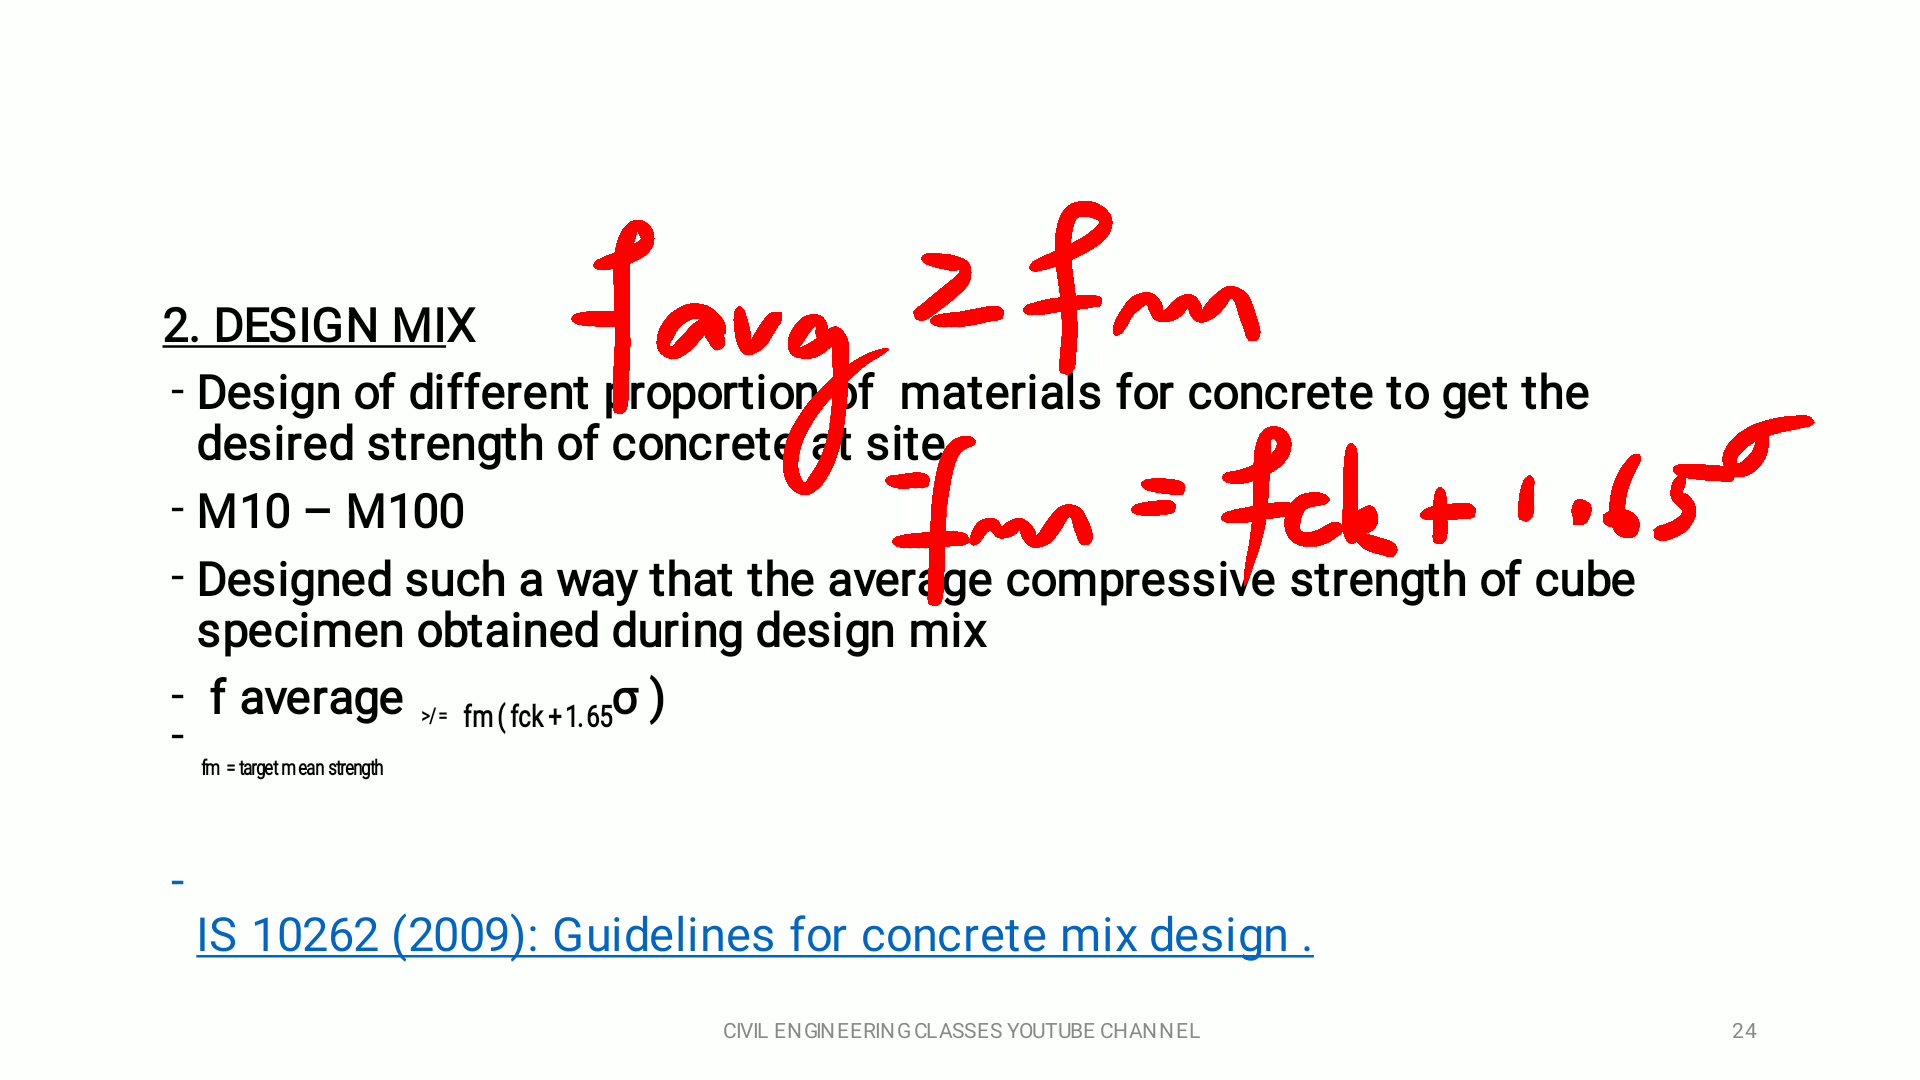 f avg ≥ fm
2. DESIGN MIX
- Design of different proportion of materials for concrete to get the
desired strength of concrete at site
fm = fck + 1.65σ
- M10 – M100
- Designed such a way that the average compressive strength of cube
specimen obtained during design mix
- f average >/= fm ( fck + 1.65σ )
-
fm = target mean strength
-
IS 10262 (2009): Guidelines for concrete mix design .
CIVIL ENGINEERING CLASSES YOUTUBE CHANNEL
24